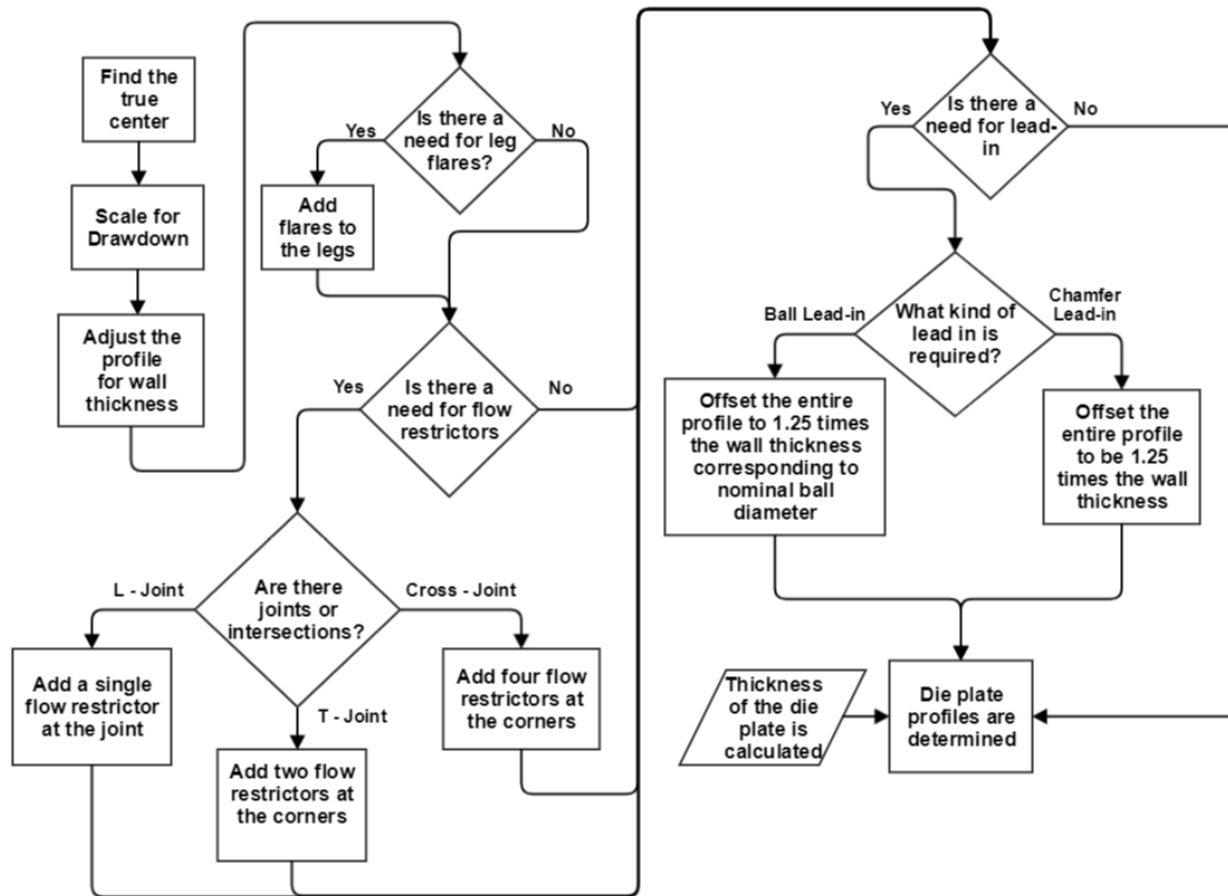 Find the
true
center
Scale for
Drawdown
Adjust the
profile
for wall
thickness
Is there a
need for leg
flares?
Yes
No
Add
flares to
the legs
Is there a
need for flow
restrictors
Yes
No
Are there
joints or
intersections?
L - Joint
Cross - Joint
T - Joint
Add a single
flow restrictor
at the joint
Add two flow
restrictors at
the corners
Add four flow
restrictors at
the corners
Is there a
need for lead-
in
Yes
No
What kind of
lead in is
required?
Ball Lead-in
Chamfer
Lead-in
Offset the entire
profile to 1.25 times
the wall thickness
corresponding to
nominal ball
diameter
Offset the
entire profile
to be 1.25
times the wall
thickness
Thickness
of the die
plate is
calculated
Die plate
profiles are
determined